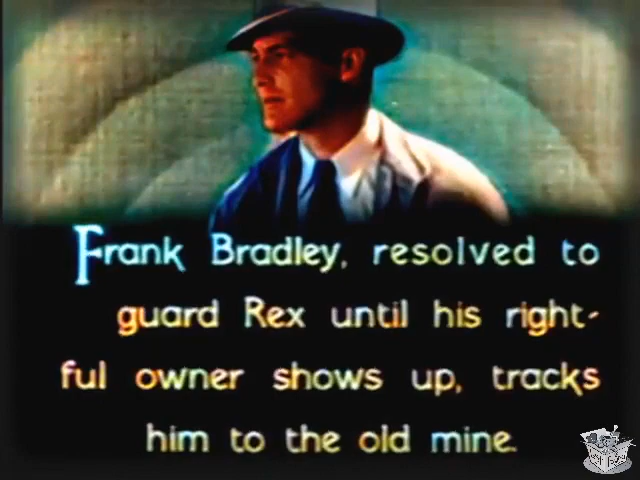 Frank Bradley, resolved to
guard Rex until his right-
ful owner shows up, tracks
him to the old mine.